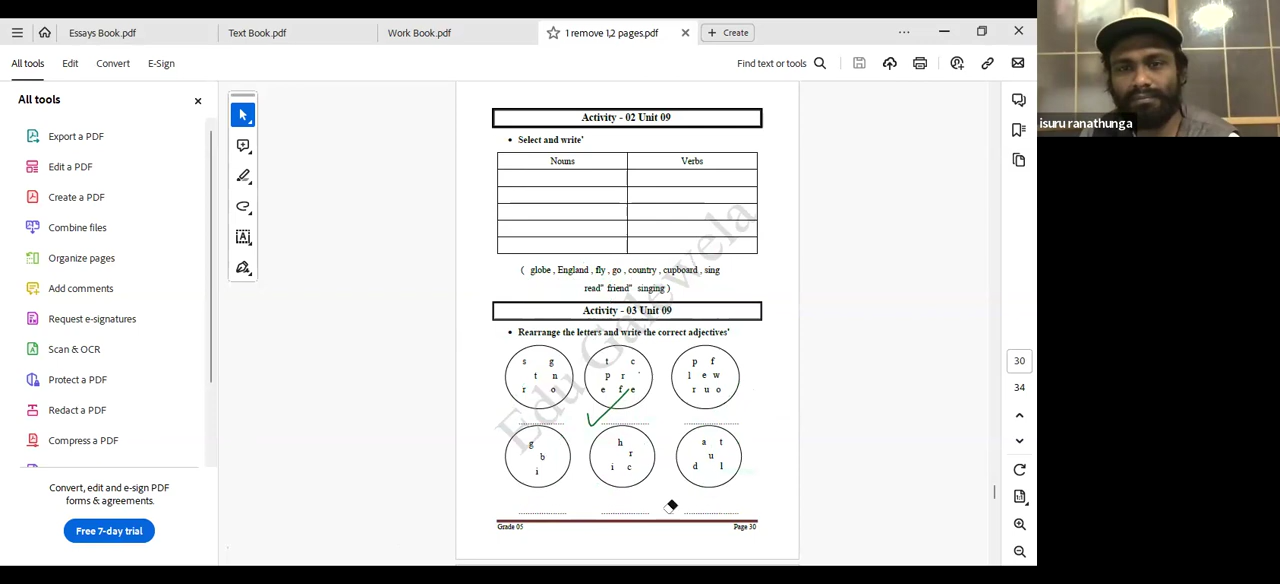 Essays Book.pdf
Text Book.pdf
Work Book.pdf
1 remove 1,2 pages.pdf
Create
All tools
Edit
Convert
E-Sign
Find text or tools
isuru ranathunga
All tools
Export a PDF
Edit a PDF
Create a PDF
Combine files
Organize pages
Add comments
Request e-signatures
Scan & OCR
Protect a PDF
Redact a PDF
Compress a PDF
Convert, edit and e-sign PDF
forms & agreements.
Free 7-day trial
Activity - 02 Unit 09
• Select and write'
Nouns Verbs
( globe , England , fly , go , country , cupboard , sing
read" friend" singing )
Activity - 03 Unit 09
• Rearrange the letters and write the correct adjectives'
s g t c p f
t n p r l e w
r o e f e r u o
g h a t
b r u
i i c d l
Grade 05 Page 30
Edu Galewela
30
34